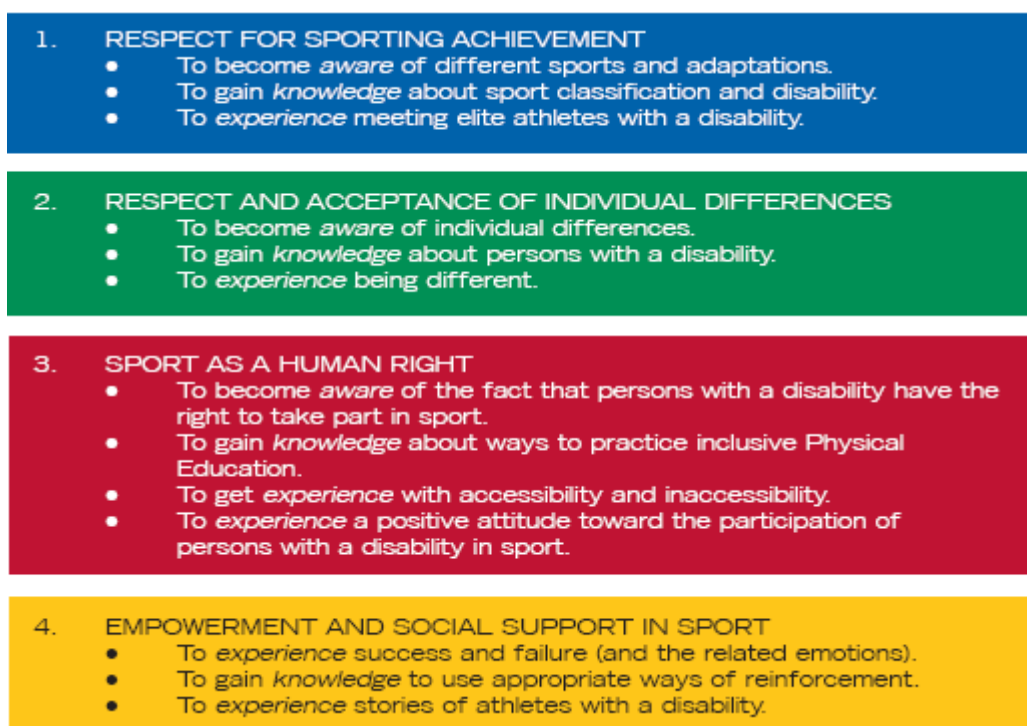 1. RESPECT FOR SPORTING ACHIEVEMENT
● To become aware of different sports and adaptations.
● To gain knowledge about sport classification and disability.
● To experience meeting elite athletes with a disability.
2. RESPECT AND ACCEPTANCE OF INDIVIDUAL DIFFERENCES
● To become aware of individual differences.
● To gain knowledge about persons with a disability.
● To experience being different.
3. SPORT AS A HUMAN RIGHT
● To become aware of the fact that persons with a disability have the
right to take part in sport.
● To gain knowledge about ways to practice inclusive Physical
Education.
● To get experience with accessibility and inaccessibility.
● To experience a positive attitude toward the participation of
persons with a disability in sport.
4. EMPOWERMENT AND SOCIAL SUPPORT IN SPORT
● To experience success and failure (and the related emotions).
● To gain knowledge to use appropriate ways of reinforcement.
● To experience stories of athletes with a disability.